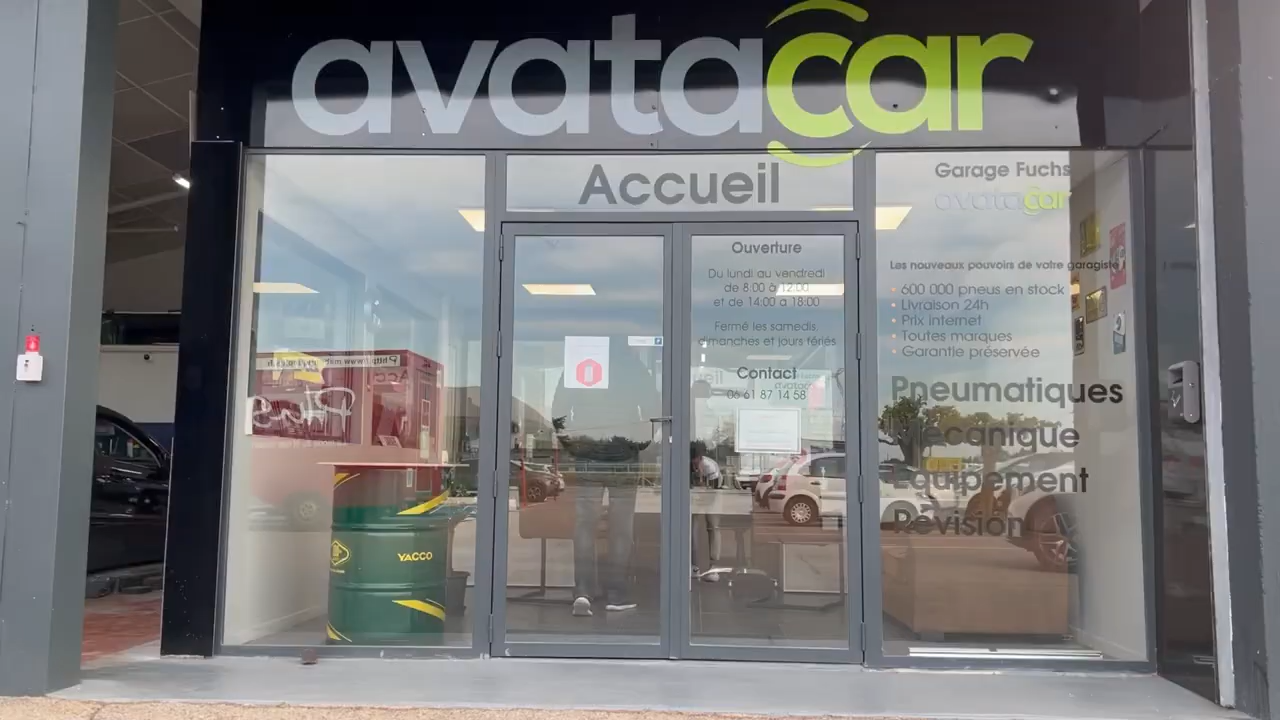 avatacar
Accueil
Garage Fuchs
avatacar
Ouverture
Du lundi au vendredi
de 8:00 à 12:00
et de 14:00 à 18:00
Fermé les samedis,
dimanches et jours fériés
Contact
06 61 87 14 58
Les nouveaux pouvoirs de votre garagiste
• 600 000 pneus en stock
• Livraison 24h
• Prix internet
• Toutes marques
• Garantie préservée
Pneumatiques
Mécanique
Equipement
Révision
YACCO